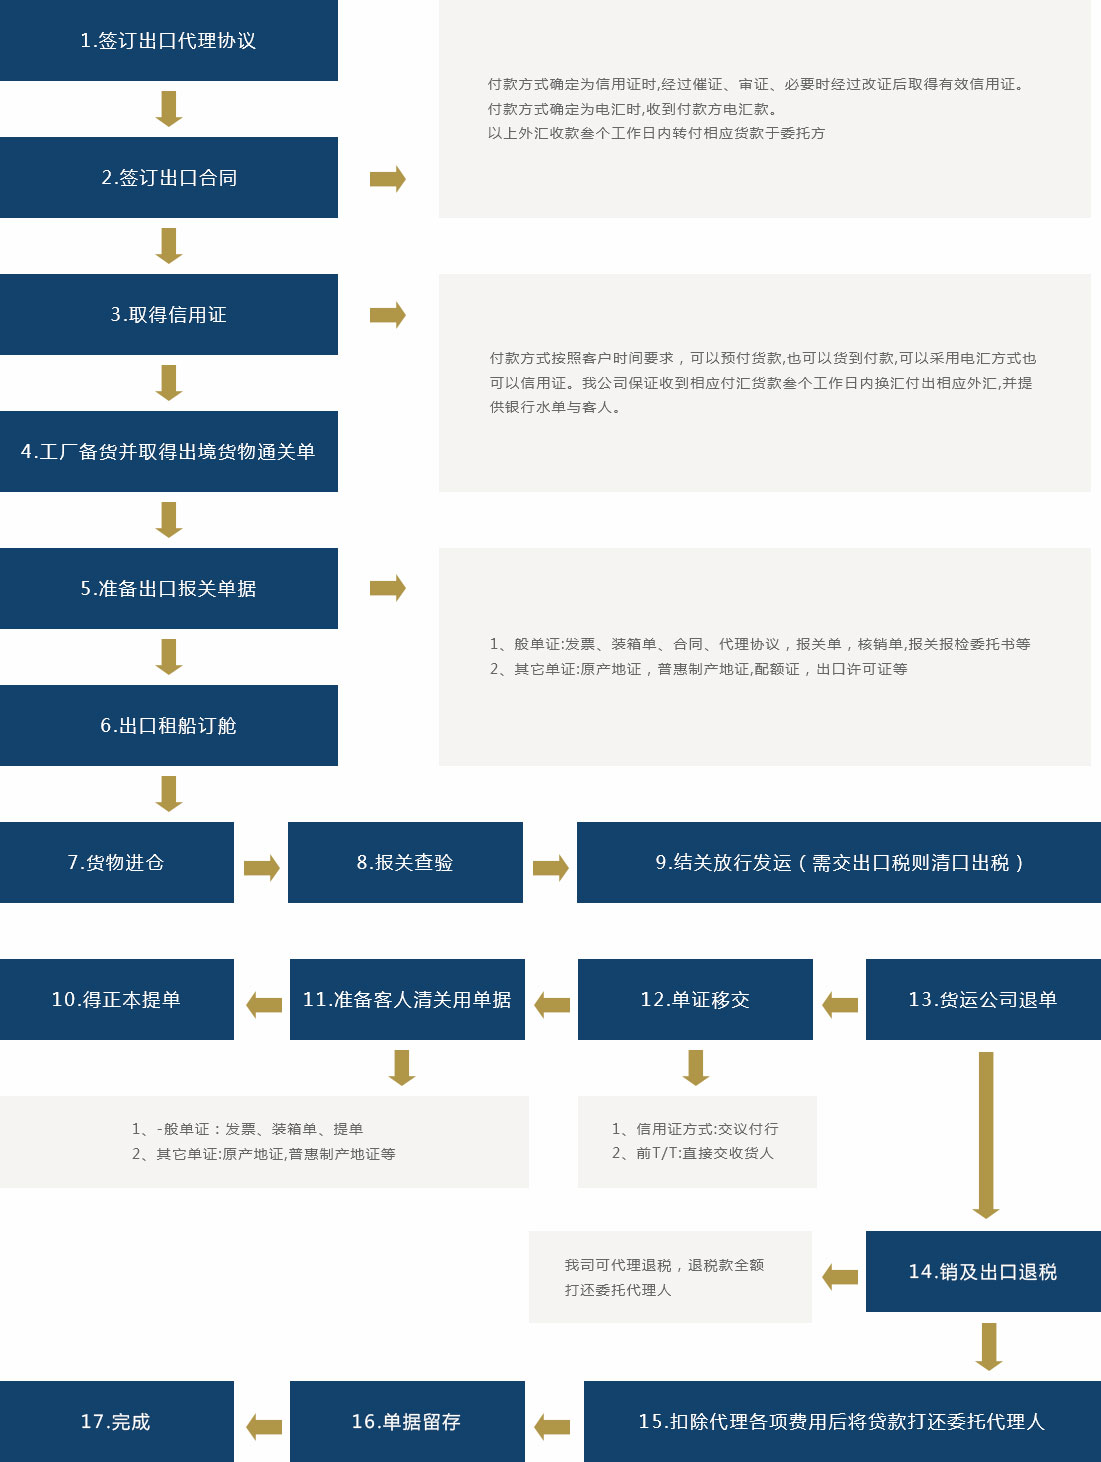 1.签订出口代理协议
付款方式确定为信用证时,经过催证、审证、必要时经过改证后取得有效信用证。
付款方式确定为电汇时,收到付款方电汇款。
以上外汇收款叁个工作日内转付相应货款于委托方
2.签订出口合同
3.取得信用证
付款方式按照客户时间要求，可以预付货款,也可以货到付款,可以采用电汇方式也
可以信用证。我公司保证收到相应付汇货款叁个工作日内换汇付出相应外汇,并提
供银行水单与客人。
4.工厂备货并取得出境货物通关单
5.准备出口报关单据
1、般单证:发票、装箱单、合同、代理协议，报关单，核销单,报关报检委托书等
2、其它单证:原产地证，普惠制产地证,配额证，出口许可证等
6.出口租船订舱
7.货物进仓
8.报关查验
9.结关放行发运（需交出口税则清口出税）
10.得正本提单
11.准备客人清关用单据
12.单证移交
13.货运公司退单
1、-般单证：发票、装箱单、提单
2、其它单证:原产地证,普惠制产地证等
1、信用证方式:交议付行
2、前T/T:直接交收货人
我司可代理退税，退税款全额
打还委托代理人
14.销及出口退税
17.完成
16.单据留存
15.扣除代理各项费用后将贷款打还委托代理人